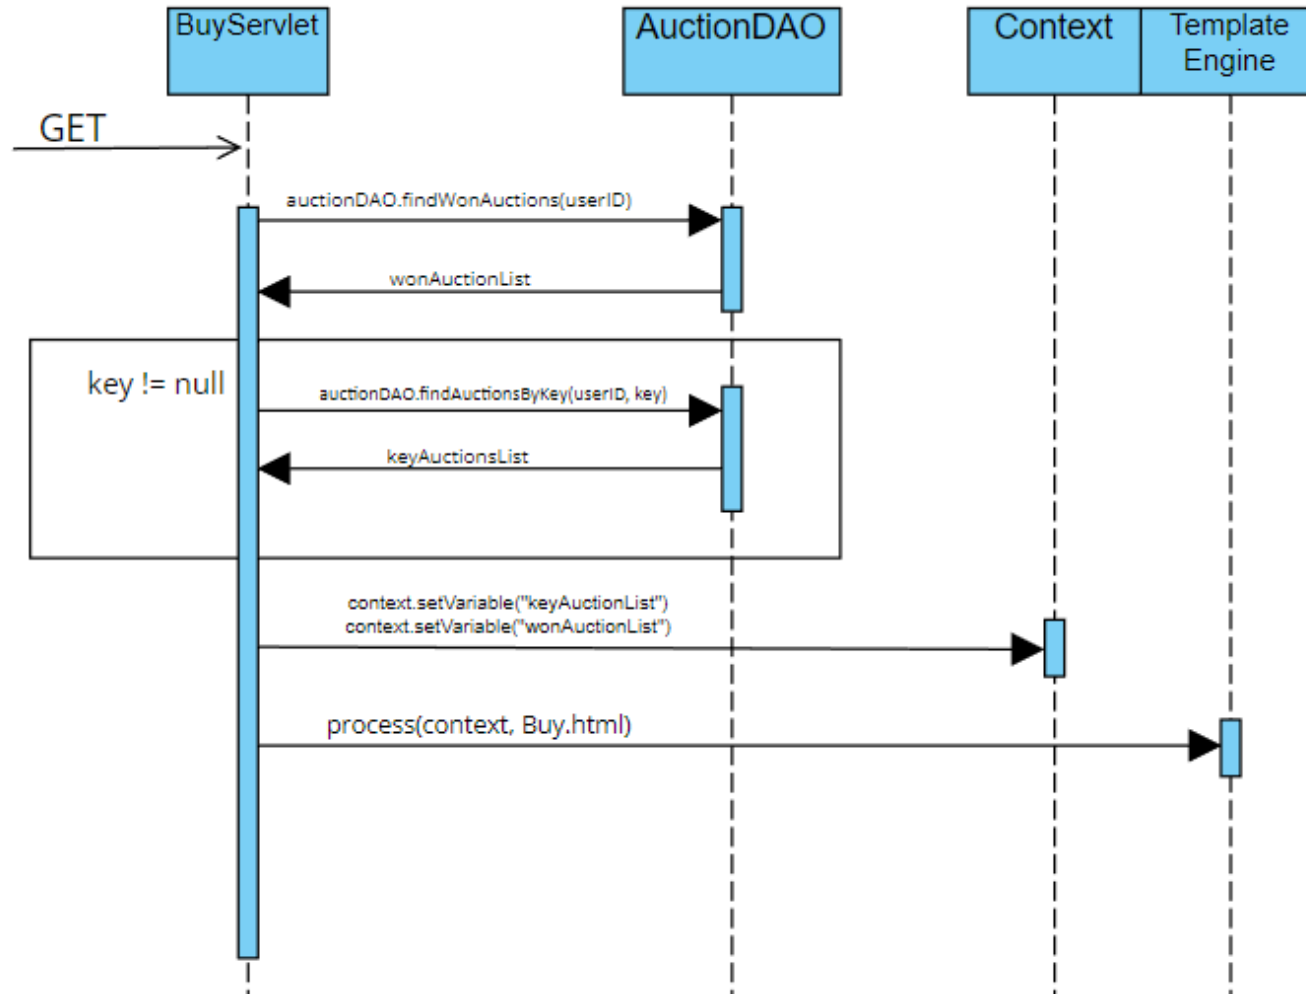 BuyServlet
AuctionDAO
Context
Template
Engine
GET
auctionDAO.findWonAuctions(userID)
wonAuctionList
key != null
auctionDAO.findAuctionsByKey(userID, key)
keyAuctionsList
context.setVariable("keyAuctionList")
context.setVariable("wonAuctionList")
process(context, Buy.html)